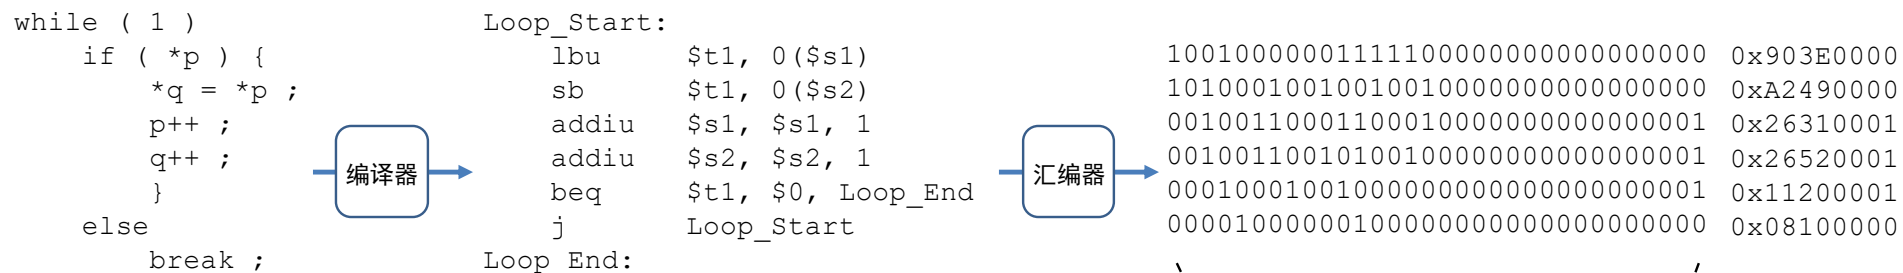 while ( 1 )
if ( *p ) {
*q = *p ;
p++ ;
q++ ;
}
else
break ;
编译器
Loop_Start:
lbu $t1, 0($s1)
sb $t1, 0($s2)
addiu $s1, $s1, 1
addiu $s2, $s2, 1
beq $t1, $0, Loop_End
j Loop_Start
Loop End:
汇编器
10010000001111100000000000000000 0x903E0000
10100010010010010000000000000000 0xA2490000
00100110001100010000000000000001 0x26310001
00100110010100100000000000000001 0x26520001
00010001001000000000000000000001 0x11200001
00001000000100000000000000000000 0x08100000